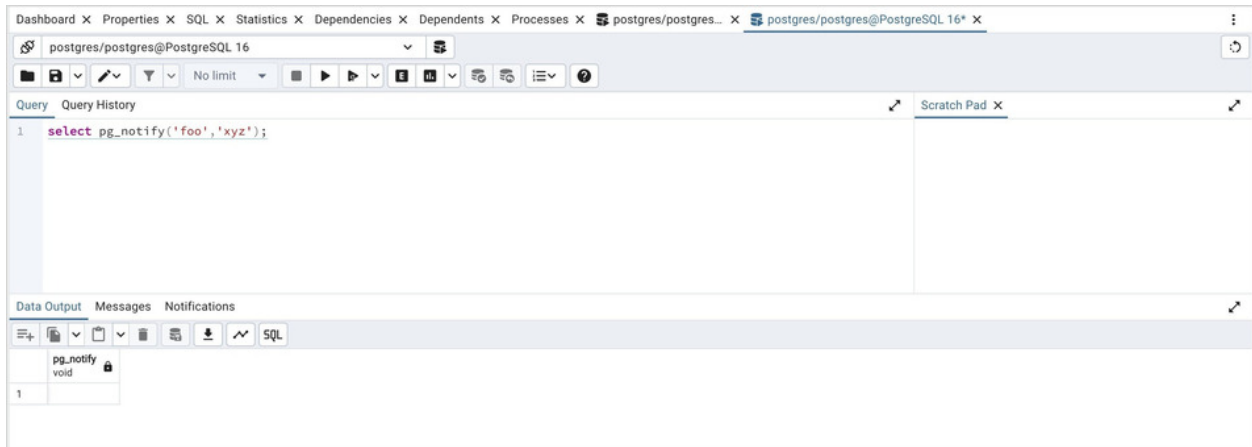 Dashboard X Properties X SQL X Statistics X Dependencies X Dependents X Processes X postgres/postgres... X postgres/postgres@PostgreSQL 16* X
postgres/postgres@PostgreSQL 16
No limit E
Query Query History Scratch Pad X
1 select pg_notify('foo','xyz');
Data Output Messages Notifications
SQL
pg_notify
void
1